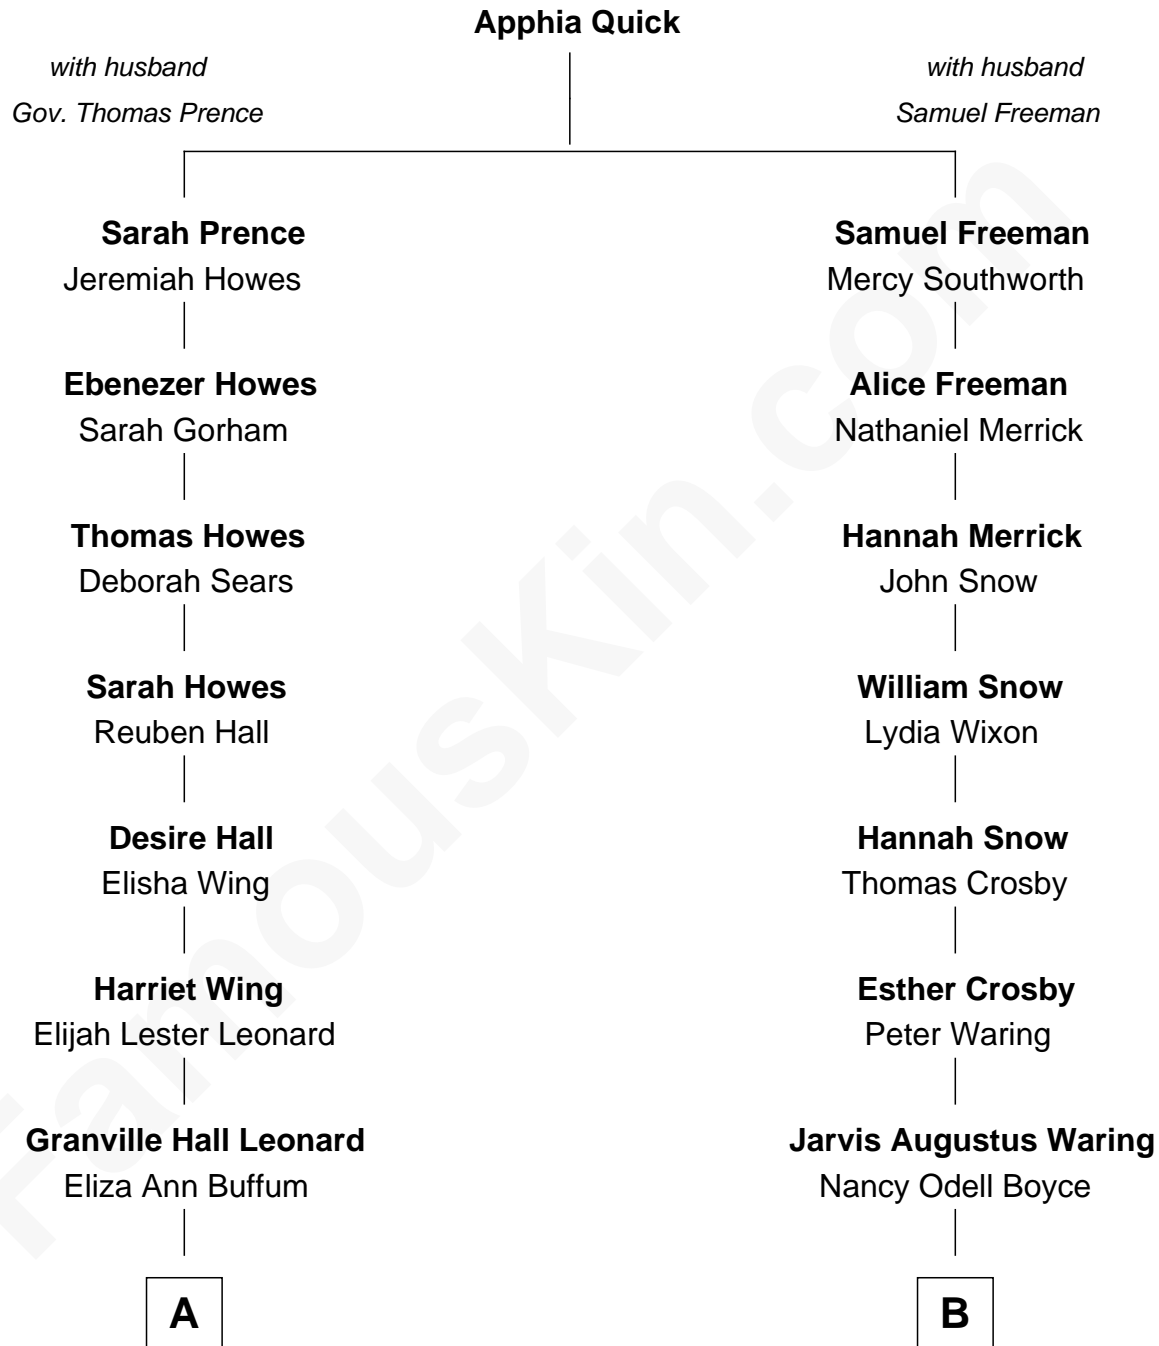 Apphia Quick
with husband
Gov. Thomas Prence
with husband
Samuel Freeman
Sarah Prence
Jeremiah Howes
Samuel Freeman
Mercy Southworth
Ebenezer Howes
Sarah Gorham
Alice Freeman
Nathaniel Merrick
Thomas Howes
Deborah Sears
Hannah Merrick
John Snow
Sarah Howes
Reuben Hall
William Snow
Lydia Wixon
Desire Hall
Elisha Wing
Hannah Snow
Thomas Crosby
Harriet Wing
Elijah Lester Leonard
Esther Crosby
Peter Waring
Granville Hall Leonard
Eliza Ann Buffum
Jarvis Augustus Waring
Nancy Odell Boyce
A
B
FamousKin.com